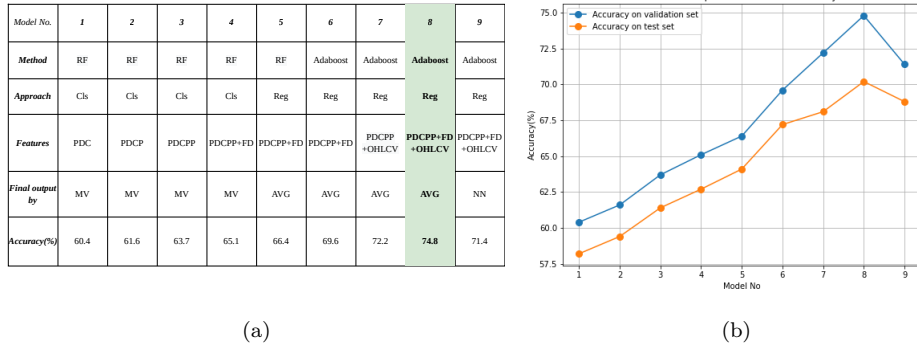 Model No. 1 2 3 4 5 6 7 8 9
Method RF RF RF RF RF Adaboost Adaboost Adaboost Adaboost
Approach Cls Cls Cls Cls Reg Reg Reg Reg Reg
Features PDC PDCP PDCPP PDCPP+FD PDCPP+FD PDCPP+FD PDCPP +OHLCV PDCPP+FD +OHLCV PDCPP+FD +OHLCV
Final output by MV MV MV MV AVG AVG AVG AVG NN
Accuracy(%) 60.4 61.6 63.7 65.1 66.4 69.6 72.2 74.8 71.4
(a)
Accuracy on validation set
Accuracy on test set
Accuracy(%)
75.0
72.5
70.0
67.5
65.0
62.5
60.0
57.5
1 2 3 4 5 6 7 8 9
Model No
(b)